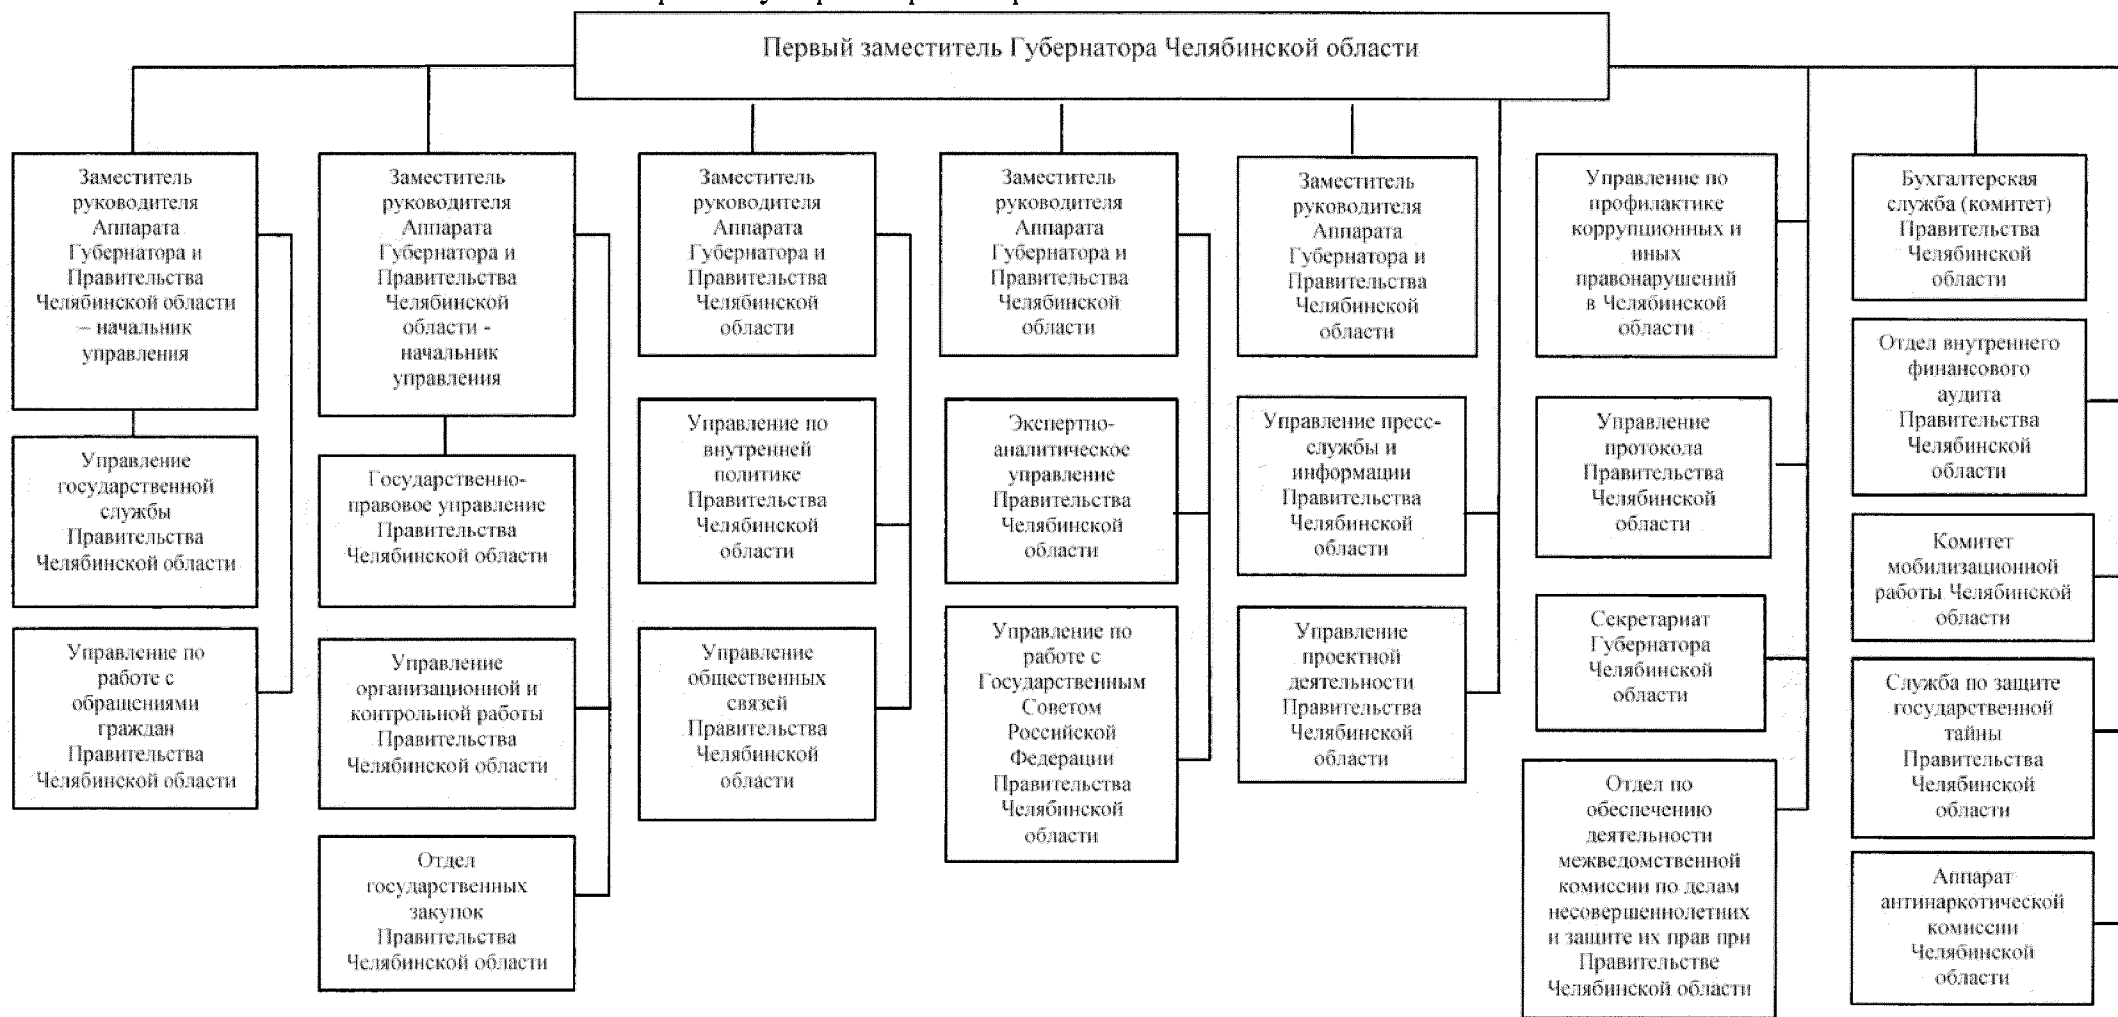 Первый заместитель Губернатора Челябинской области
Заместитель
руководителя
Аппарата
Губернатора и
Правительства
Челябинской области
– начальник
управления
Управление
государственной
службы
Правительства
Челябинской области
Управление по
работе с
обращениями
граждан
Правительства
Челябинской области
Заместитель
руководителя
Аппарата
Губернатора и
Правительства
Челябинской
области -
начальник
управления
Государственно-
правовое управление
Правительства
Челябинской области
Управление
организационной и
контрольной работы
Правительства
Челябинской области
Отдел
государственных
закупок
Правительства
Челябинской области
Заместитель
руководителя
Аппарата
Губернатора и
Правительства
Челябинской
области
Управление по
внутренней
политике
Правительства
Челябинской
области
Управление
общественных
связей
Правительства
Челябинской
области
Заместитель
руководителя
Аппарата
Губернатора и
Правительства
Челябинской
области
Экспертно-
аналитическое
управление
Правительства
Челябинской
области
Управление по
работе с
Государственным
Советом
Российской
Федерации
Правительства
Челябинской
области
Заместитель
руководителя
Аппарата
Губернатора и
Правительства
Челябинской
области
Управление пресс-
службы и
информации
Правительства
Челябинской
области
Управление
проектной
деятельности
Правительства
Челябинской
области
Управление по
профилактике
коррупционных и
иных
правонарушений
в Челябинской
области
Управление
протокола
Правительства
Челябинской
области
Секретариат
Губернатора
Челябинской
области
Отдел по
обеспечению
деятельности
межведомственной
комиссии по делам
несовершеннолетних
и защите их прав при
Правительстве
Челябинской области
Бухгалтерская
служба (комитет)
Правительства
Челябинской
области
Отдел внутреннего
финансового
аудита
Правительства
Челябинской
области
Комитет
мобилизационной
работы Челябинской
области
Служба по защите
государственной
тайны
Правительства
Челябинской
области
Аппарат
антинаркотической
комиссии
Челябинской
области